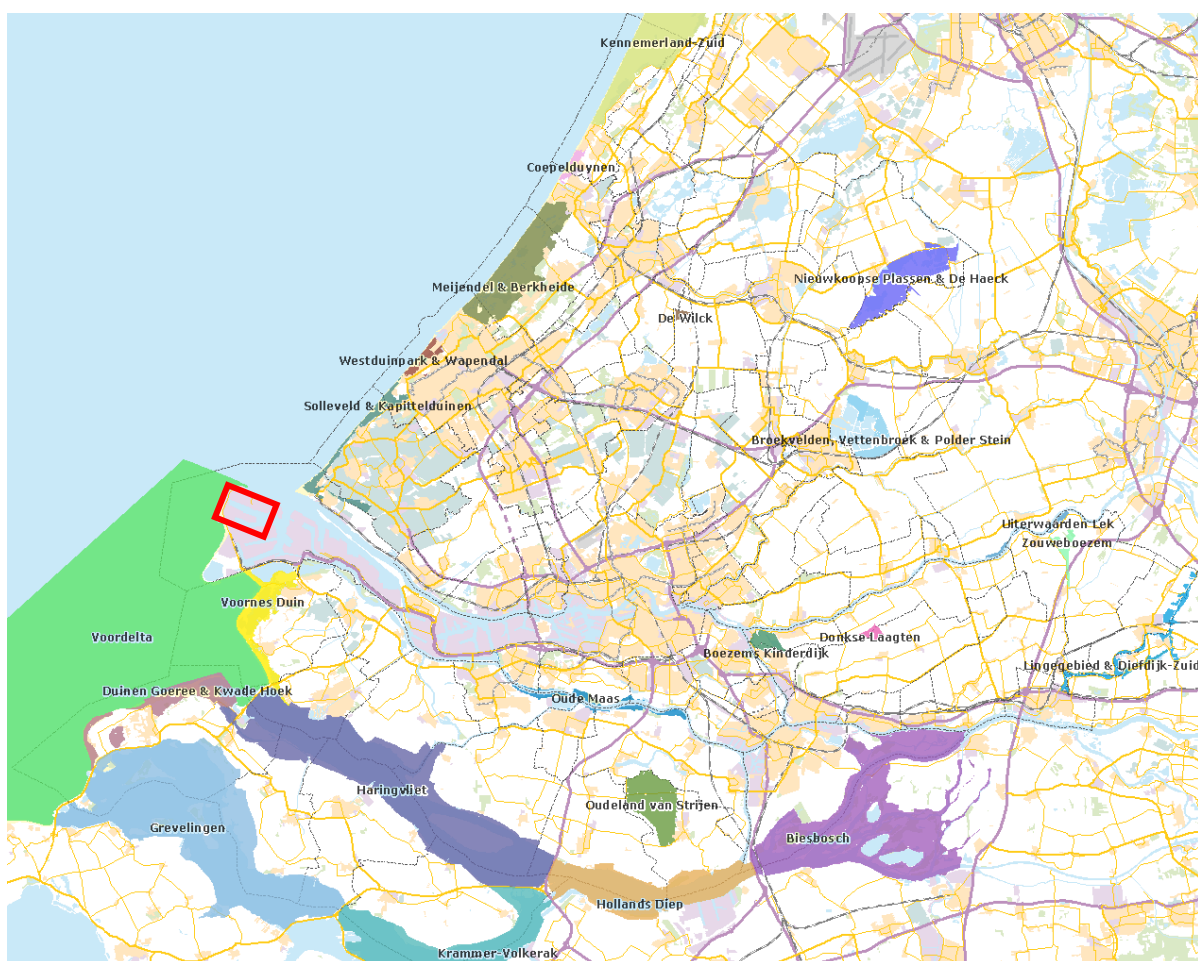 Kennemerland-Zuid
Coepelduynen
Meijendel & Berkheide
Nieuwkoopse Plassen & De Haeck
De Wilck
Westduinpark & Wapendal
Solleveld & Kapittelduinen
Broekvelden, Vettenbroek & Polder Stein
Uiterwaarden Lek
Zouweboezem
Voornes Duin
Voordelta
Donkse Laagten
Boezems Kinderdijk
Lingegebied & Diefdijk-Zuid
Duinen Goeree & Kwade Hoek
Oude Maas
Haringvliet
Oudeland van Strijen
Grevelingen
Biesbosch
Hollands Diep
Krammer-Volkerak